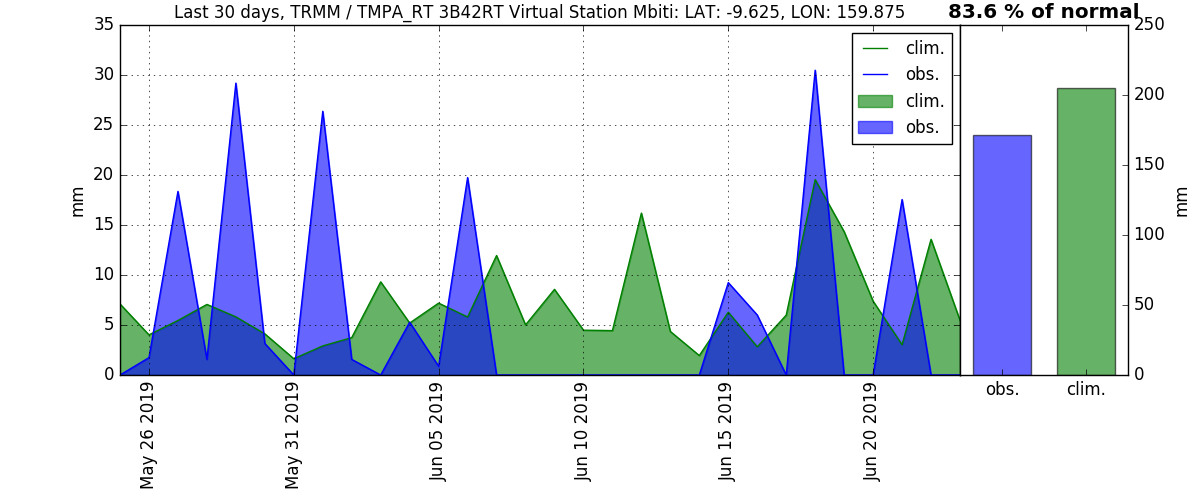 Last 30 days, TRMM / TMPA_RT 3B42RT Virtual Station Mbiti: LAT: -9.625, LON: 159.875
83.6 % of normal
35
30
25
20
15
10
5
0
mm
clim.
obs.
clim.
obs.
250
200
150
100
50
0
mm
May 26 2019
May 31 2019
Jun 05 2019
Jun 10 2019
Jun 15 2019
Jun 20 2019
obs.
clim.